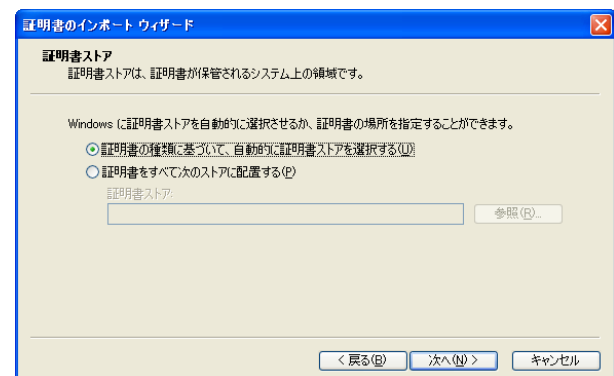 証明書のインポート ウィザード
証明書ストア
証明書ストアは、証明書が保管されるシステム上の領域です。
Windows に証明書ストアを自動的に選択させるか、証明書の場所を指定することができます。
証明書の種類に基づいて、自動的に証明書ストアを選択する(U)
証明書をすべて次のストアに配置する(P)
証明書ストア:
参照(R)...
< 戻る(B)
次へ(N) >
キャンセル